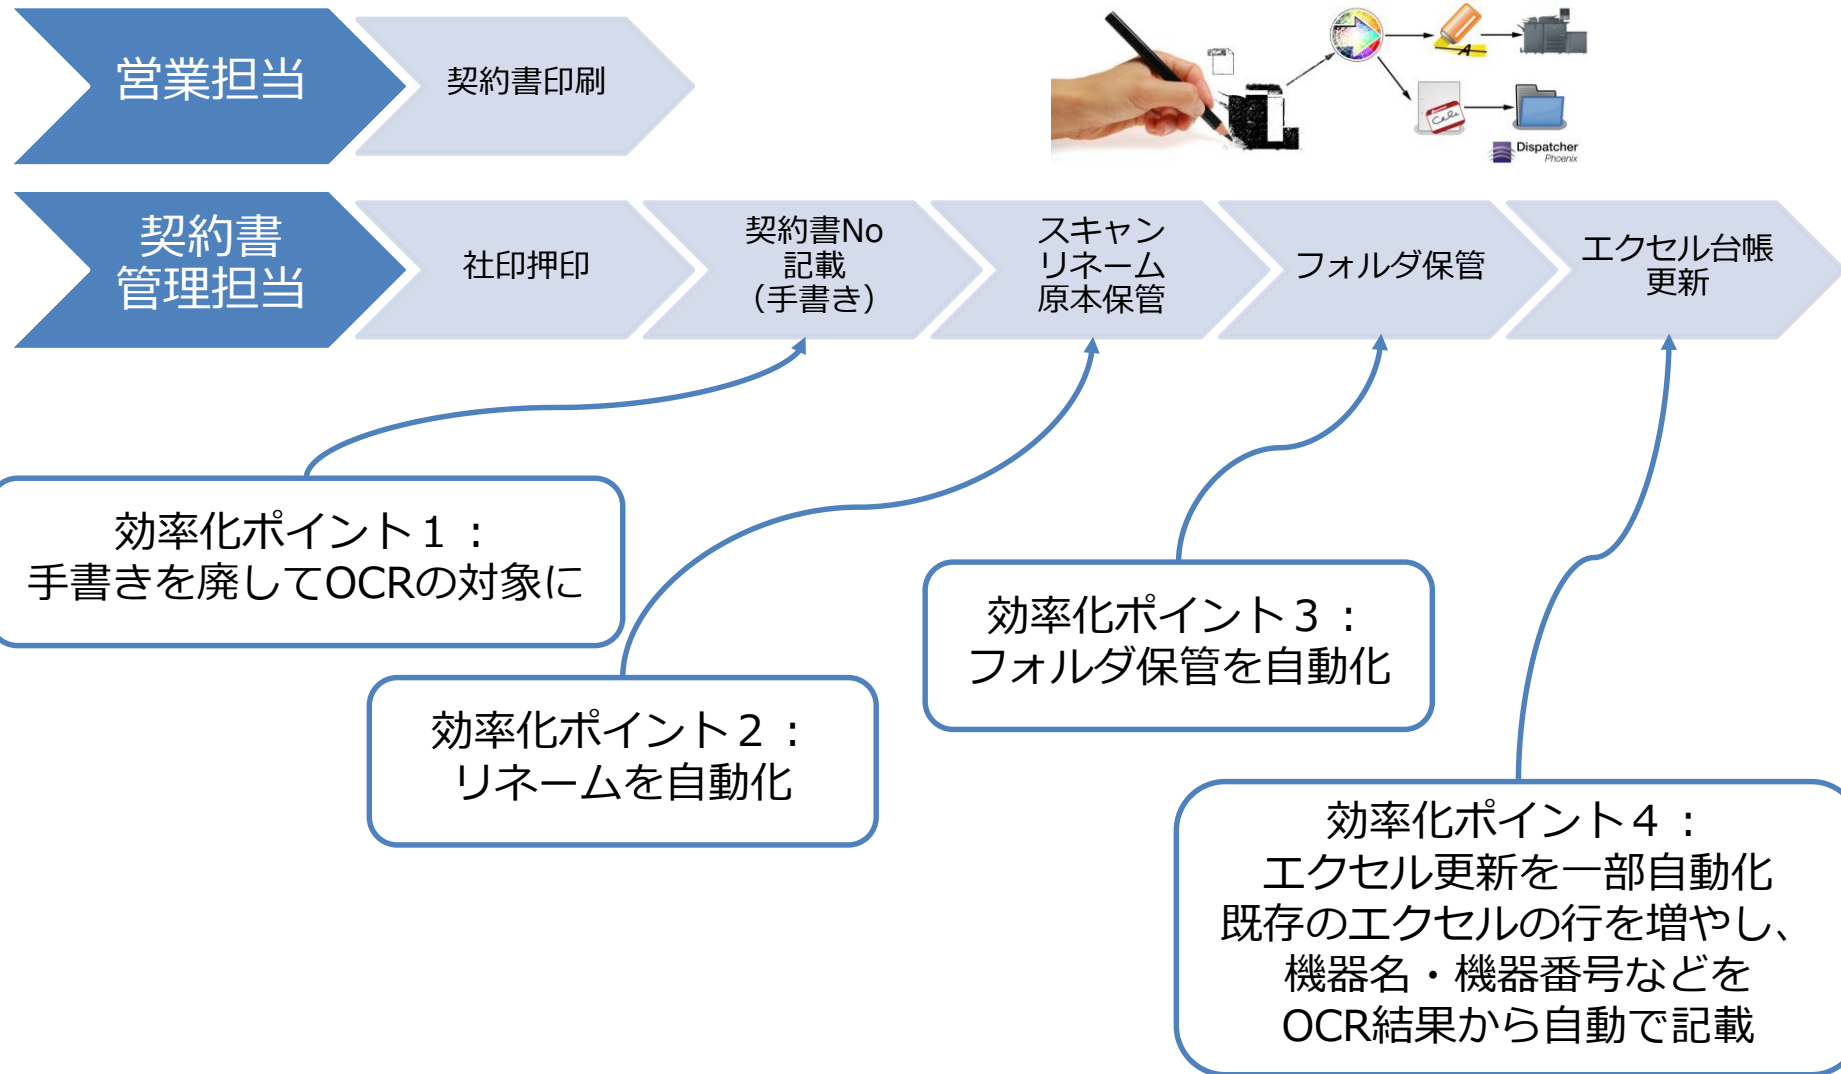 営業担当
契約書印刷
Dispatcher
Phoenix
契約書
管理担当
社印押印
契約書No
記載
（手書き）
スキャン
リネーム
原本保管
フォルダ保管
エクセル台帳
更新
効率化ポイント１：
手書きを廃してOCRの対象に
効率化ポイント２：
リネームを自動化
効率化ポイント３：
フォルダ保管を自動化
効率化ポイント４：
エクセル更新を一部自動化
既存のエクセルの行を増やし、
機器名・機器番号などを
OCR結果から自動で記載